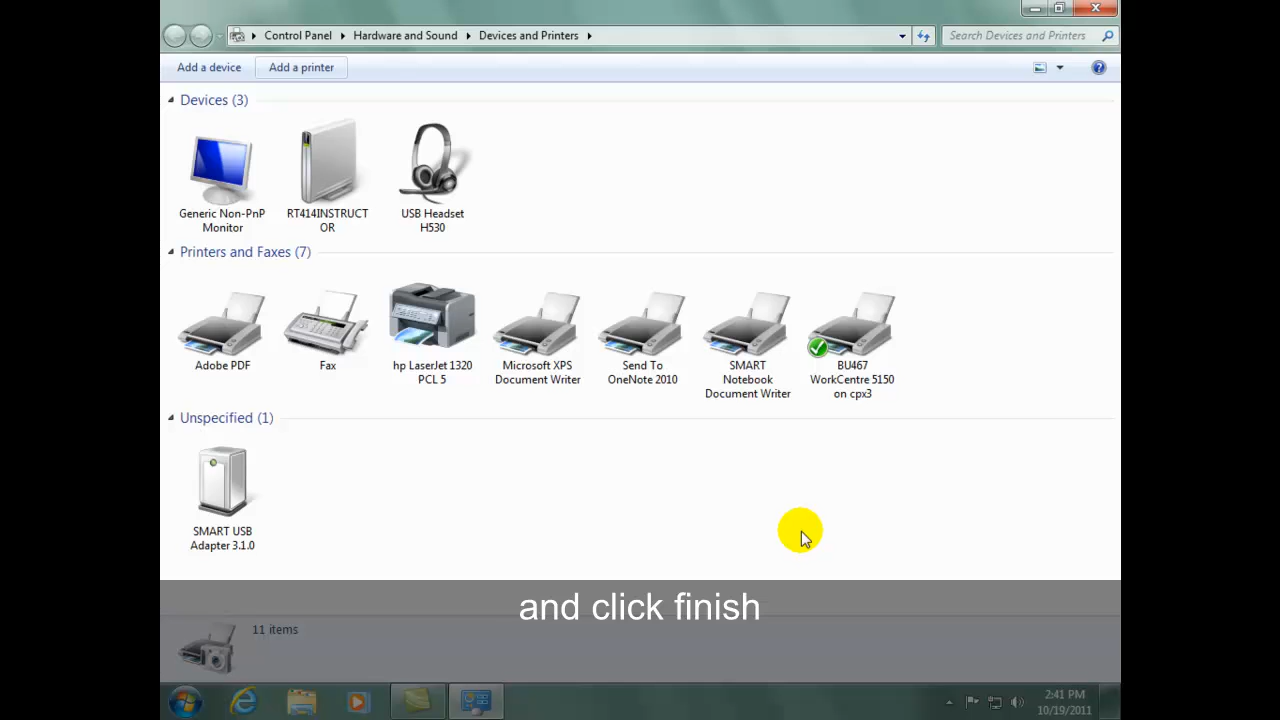 Control Panel Hardware and Sound Devices and Printers
Search Devices and Printers
Add a device
Add a printer
Devices (3)
Generic Non-PnP
Monitor
RT414INSTRUCT
OR
USB Headset
H530
Printers and Faxes (7)
Adobe PDF
Fax
hp LaserJet 1320
PCL 5
Microsoft XPS
Document Writer
Send To
OneNote 2010
SMART
Notebook
Document Writer
BU467
WorkCentre 5150
on cpx3
Unspecified (1)
SMART USB
Adapter 3.1.0
and click finish
11 items
2:41 PM
10/19/2011